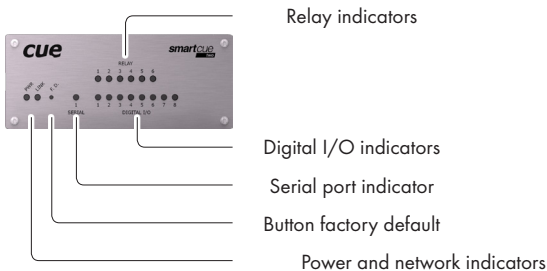 Relay indicators
cue smartcue
RELAY
1 2 3 4 5 6
PWR LINK F. D.
1 1 2 3 4 5 6 7 8
SERIAL DIGITAL I/O
Digital I/O indicators
Serial port indicator
Button factory default
Power and network indicators